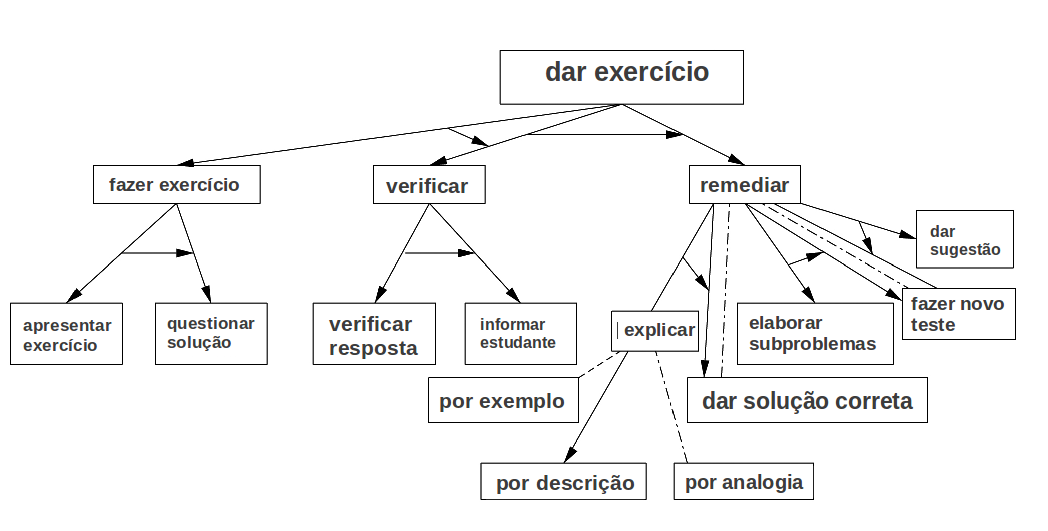 dar exercício
fazer exercício
verificar
remediar
dar
sugestão
apresentar
exercício
questionar
solução
verificar
resposta
informar
estudante
explicar
elaborar
subproblemas
fazer novo
teste
por exemplo
dar solução correta
por descrição
por analogia